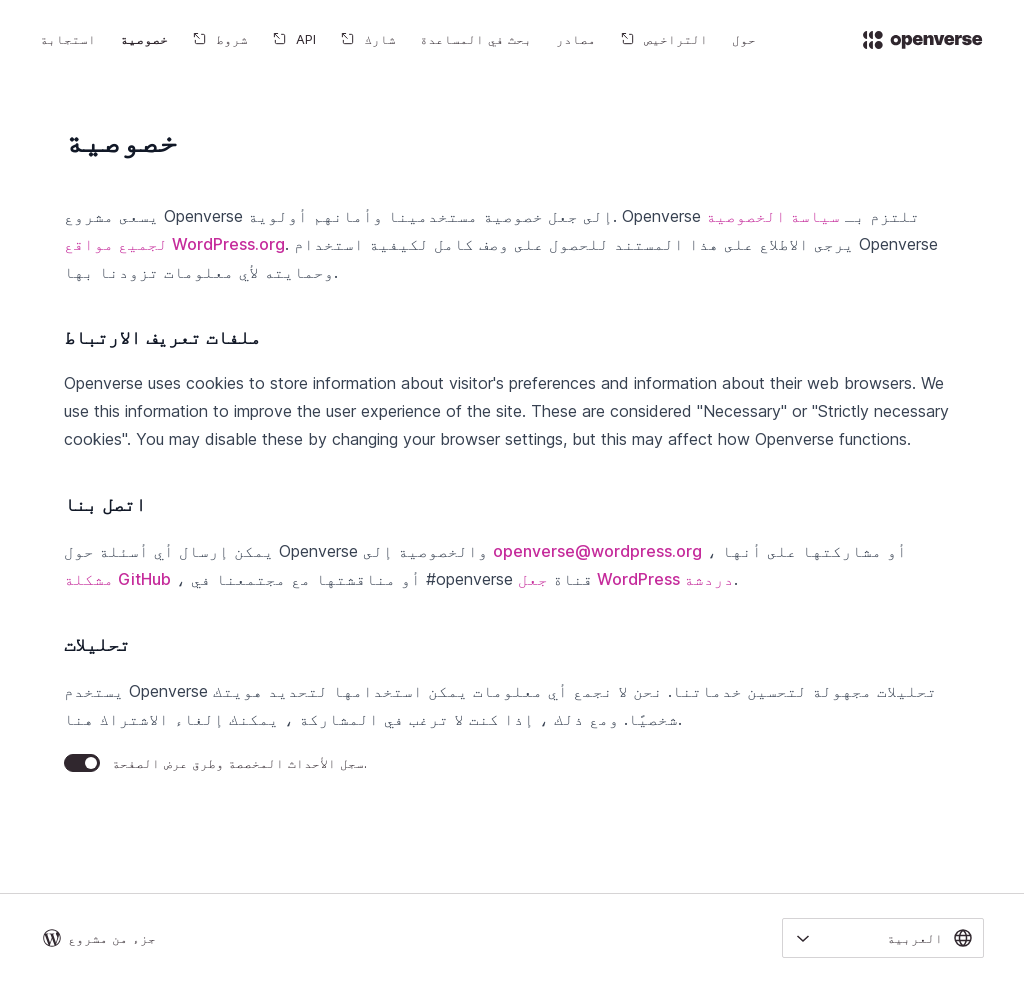 openverse
حول
التراخيص
مصادر
بحث في المساعدة
شارك
API
شروط
خصوصية
استجابة
خصوصية
يسعى مشروع Openverse إلى جعل خصوصية مستخدمينا وأمانهم أولوية. Openverse تلتزم بـ سياسة الخصوصية
لجميع مواقع WordPress.org. يرجى الاطلاع على هذا المستند للحصول على وصف كامل لكيفية استخدام Openverse
وحمايته لأي معلومات تزودنا بها.
ملفات تعريف الارتباط
Openverse uses cookies to store information about visitor's preferences and information about their web browsers. We
use this information to improve the user experience of the site. These are considered "Necessary" or "Strictly necessary
cookies". You may disable these by changing your browser settings, but this may affect how Openverse functions.
اتصل بنا
يمكن إرسال أي أسئلة حول Openverse والخصوصية إلى openverse@wordpress.org ، أو مشاركتها على أنها
مشكلة GitHub ، أو مناقشتها مع مجتمعنا في #openverse قناة جعل WordPress دردشة.
تحليلات
يستخدم Openverse تحليلات مجهولة لتحسين خدماتنا. نحن لا نجمع أي معلومات يمكن استخدامها لتحديد هويتك
شخصيًا. ومع ذلك ، إذا كنت لا ترغب في المشاركة ، يمكنك إلغاء الاشتراك هنا.
سجل الأحداث المخصصة وطرق عرض الصفحة.
العربية
جزء من مشروع